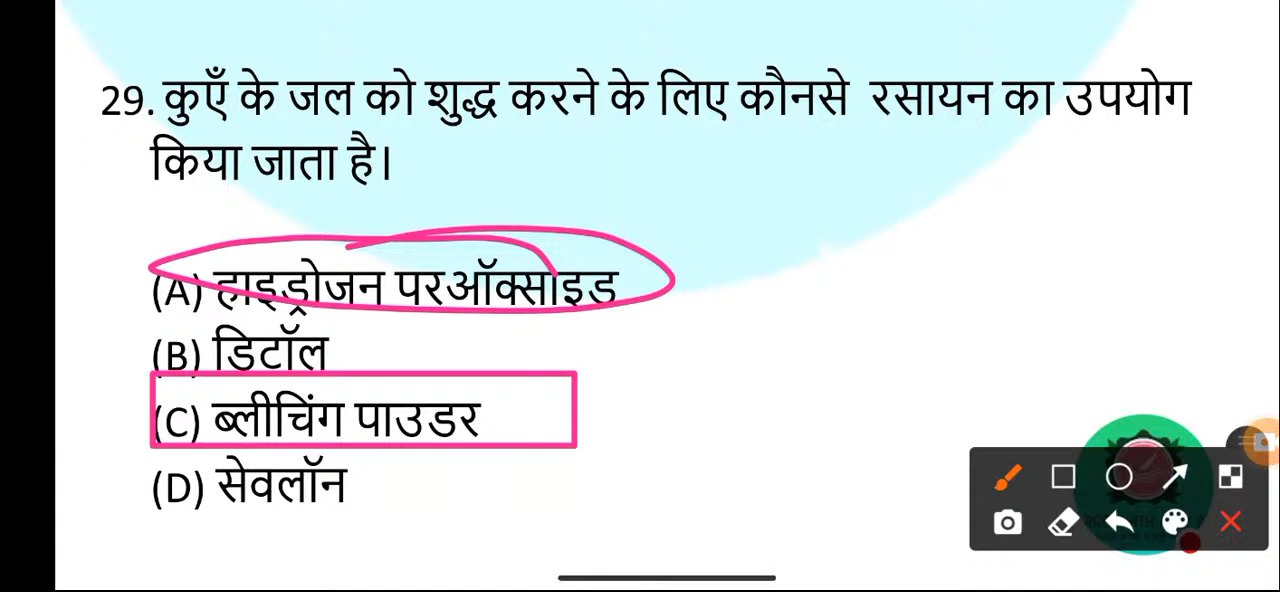 29. कुएँ के जल को शुद्ध करने के लिए कौनसे रसायन का उपयोग
किया जाता है।
(A) हाइड्रोजन परऑक्साइड
(B) डिटॉल
(C) ब्लीचिंग पाउडर
(D) सेवलॉन